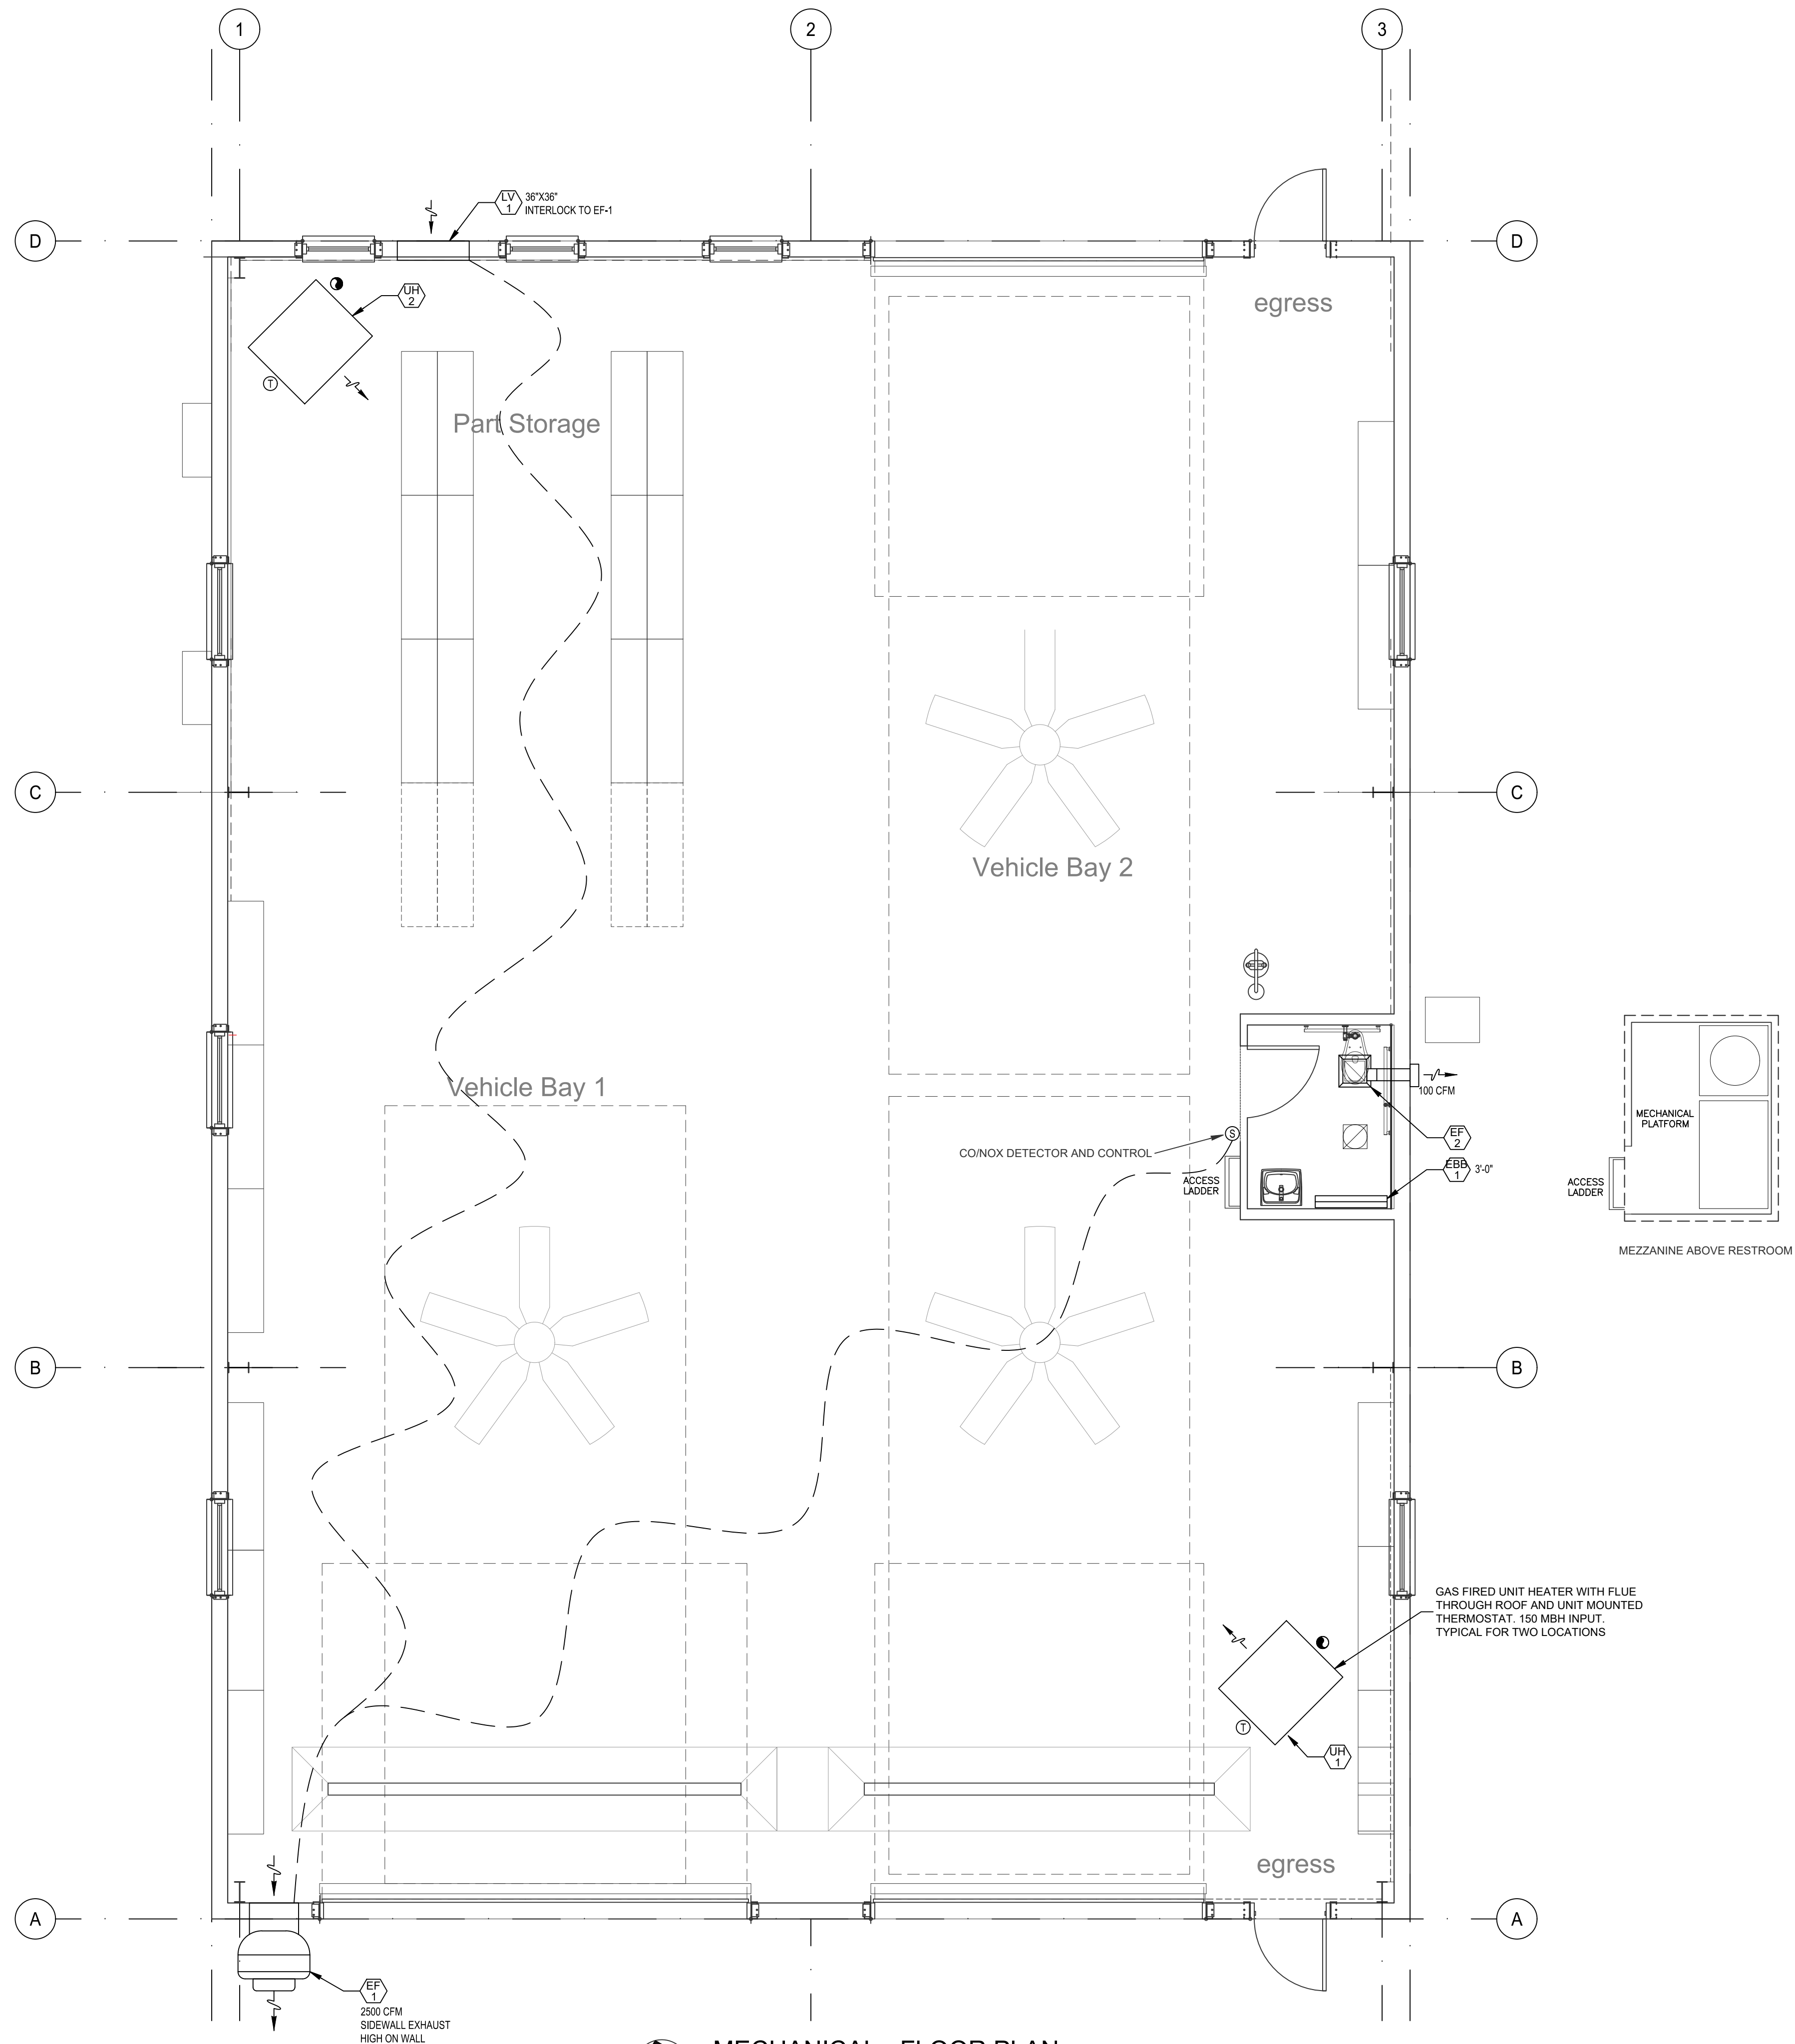 1
2
3
LV
1
36"X36"
INTERLOCK TO EF-1
D
D
UH
2
egress
T
Part Storage
C
C
Vehicle Bay 2
Vehicle Bay 1
100 CFM
MECHANICAL
PLATFORM
EF
2
S
CO/NOX DETECTOR AND CONTROL
EBB
1
3'-0"
ACCESS
LADDER
ACCESS
LADDER
MEZZANINE ABOVE RESTROOM
B
B
GAS FIRED UNIT HEATER WITH FLUE
THROUGH ROOF AND UNIT MOUNTED
THERMOSTAT. 150 MBH INPUT.
TYPICAL FOR TWO LOCATIONS
T
UH
1
egress
A
A
EF
1
2500 CFM
SIDEWALL EXHAUST
HIGH ON WALL
MECHANICAL - FLOOR PLAN